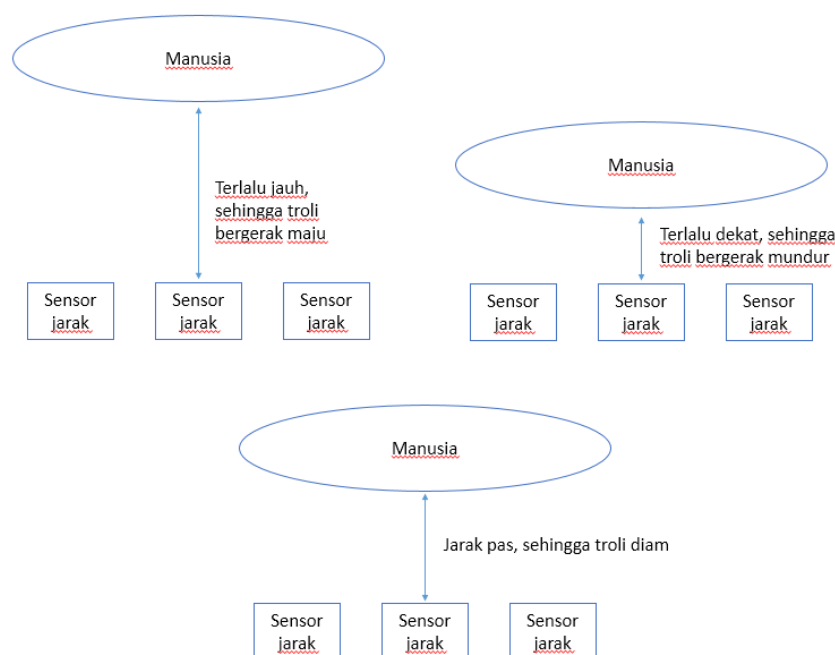 Manusia
Terlalu jauh,
sehingga troli
bergerak maju
Sensor
jarak
Sensor
jarak
Sensor
jarak
Manusia
Terlalu dekat, sehingga
troli bergerak mundur
Sensor
jarak
Sensor
jarak
Sensor
jarak
Manusia
Jarak pas, sehingga troli diam
Sensor
jarak
Sensor
jarak
Sensor
jarak